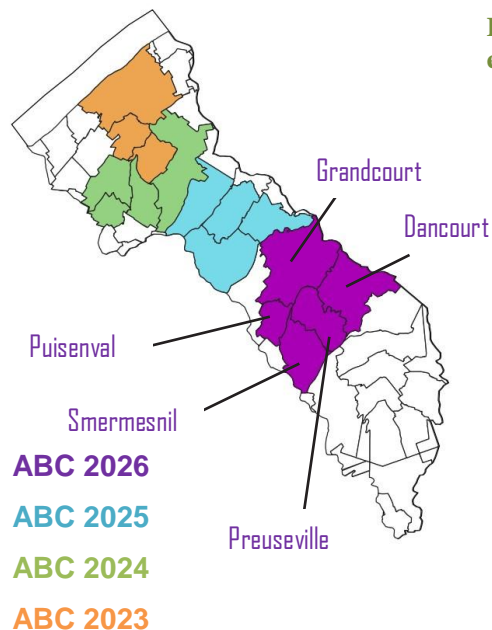 Grandcourt
Dancourt
Puisenval
Smermesnil
Preuseville
ABC 2026
ABC 2025
ABC 2024
ABC 2023